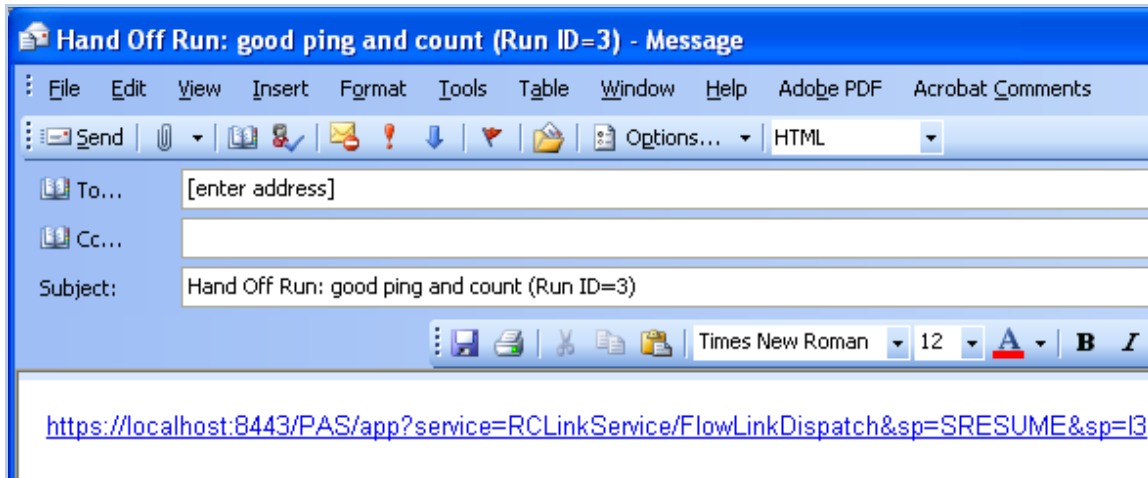 Hand Off Run: good ping and count (Run ID=3) - Message
File Edit View Insert Format Tools Table Window Help Adobe PDF Acrobat Comments
Send Options... HTML
To... [enter address]
Cc...
Subject: Hand Off Run: good ping and count (Run ID=3)
Times New Roman 12 A B I
https://localhost:8443/PAS/app?service=RCLinkService/FlowLinkDispatch&sp=SRESUME&sp=l3